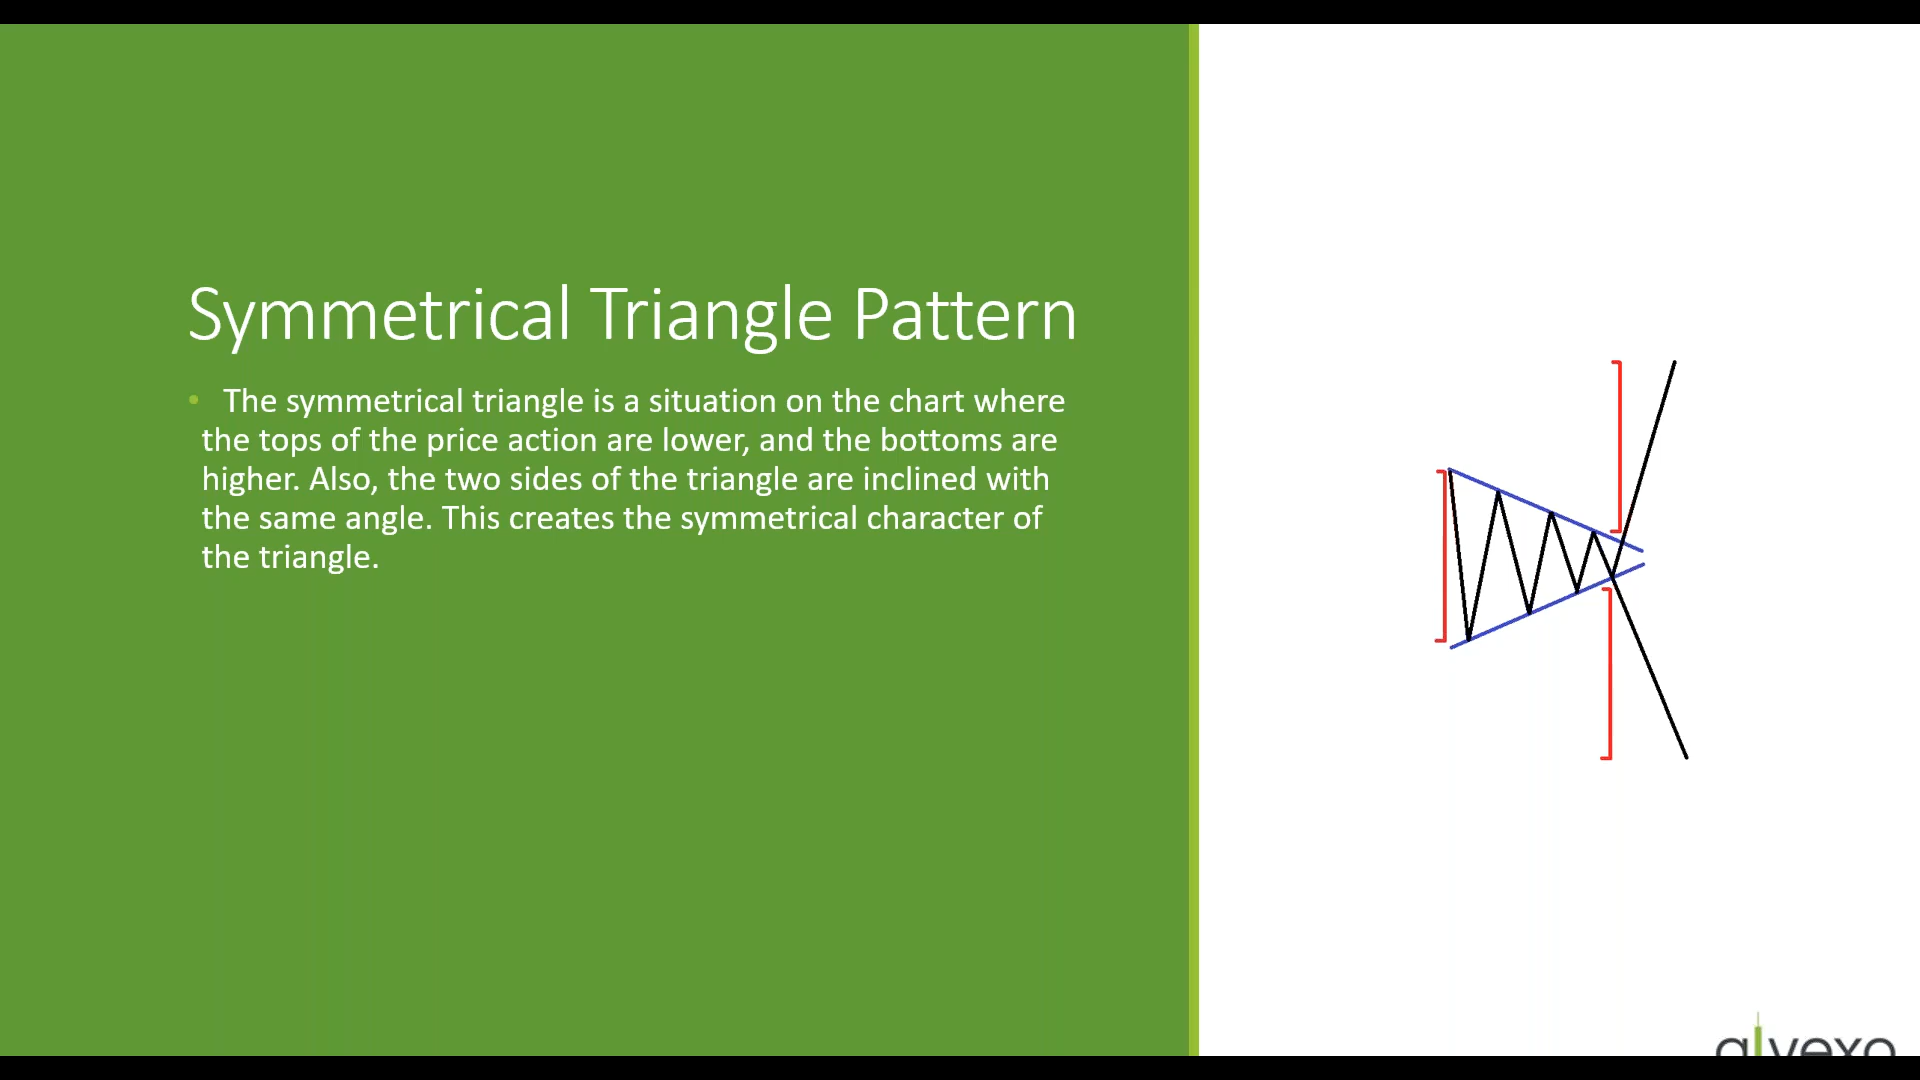 Symmetrical Triangle Pattern
• The symmetrical triangle is a situation on the chart where
the tops of the price action are lower, and the bottoms are
higher. Also, the two sides of the triangle are inclined with
the same angle. This creates the symmetrical character of
the triangle.
alvexo